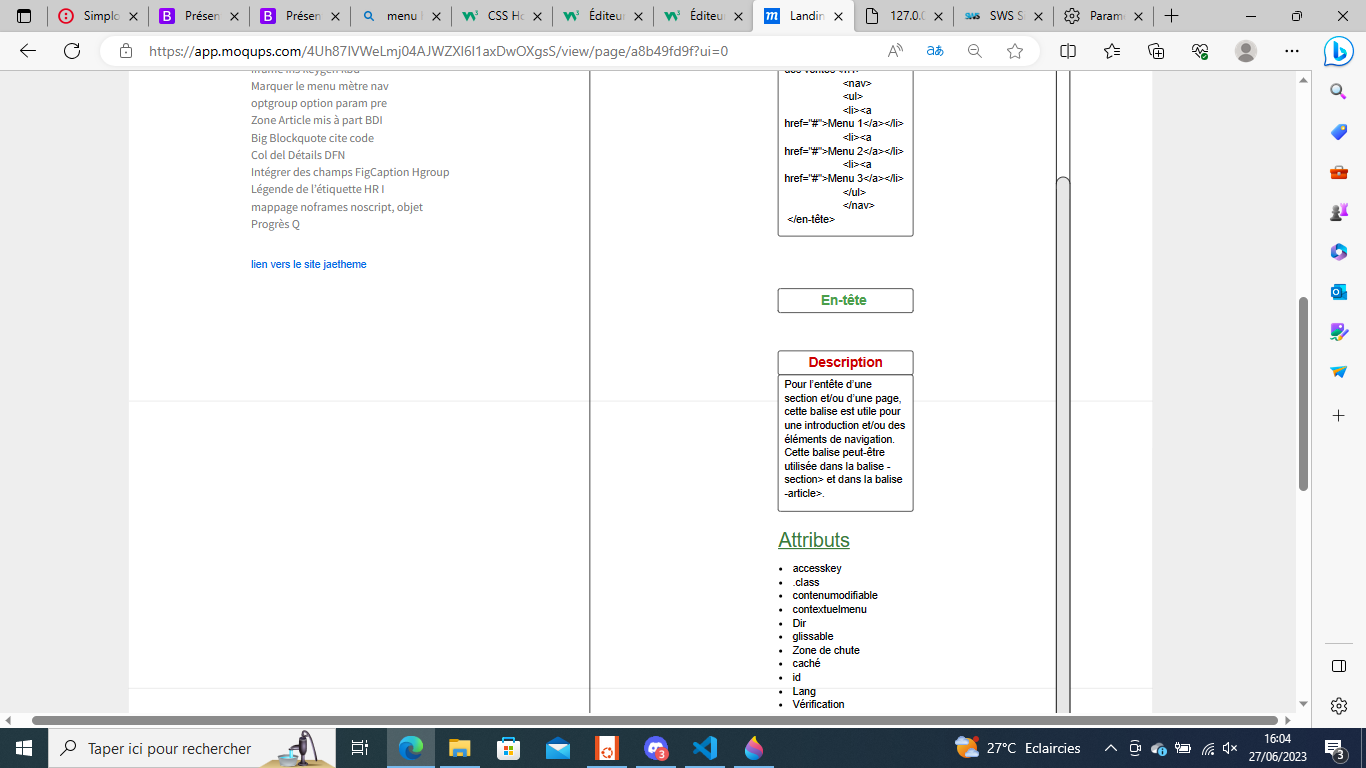 Simplo
Présen
Présen
menu
CSS Ho
Éditeur
Éditeur
Landin
127.0.0
SWS S
Param
https://app.moqups.com/4Uh87IVWeLmj04AJWZXl6I1axDwOXgsS/view/page/a8b49fd9f?ui=0
Marquer le menu mètre nav
optgroup option param pre
Zone Article mis à part BDI
Big Blockquote cite code
Col del Détails DFN
Intégrer des champs FigCaption Hgroup
Légende de l'étiquette HR I
mappage noframes noscript, objet
Progrès Q
lien vers le site jaetheme
<nav>
<ul>
<li><a
href="#">Menu 1</a></li>
<li><a
href="#">Menu 2</a></li>
<li><a
href="#">Menu 3</a></li>
</ul>
</nav>
</en-tête>
En-tête
Description
Pour l'entête d'une
section et/ou d'une page,
cette balise est utile pour
une introduction et/ou des
éléments de navigation.
Cette balise peut-être
utilisée dans la balise -
section> et dans la balise
-article>.
Attributs
• accesskey
• .class
• contenumodifiable
• contextuelmenu
• Dir
• glissable
• Zone de chute
• caché
• id
• Lang
• Vérification
Taper ici pour rechercher
27°C Eclaircies
16:04
27/06/2023